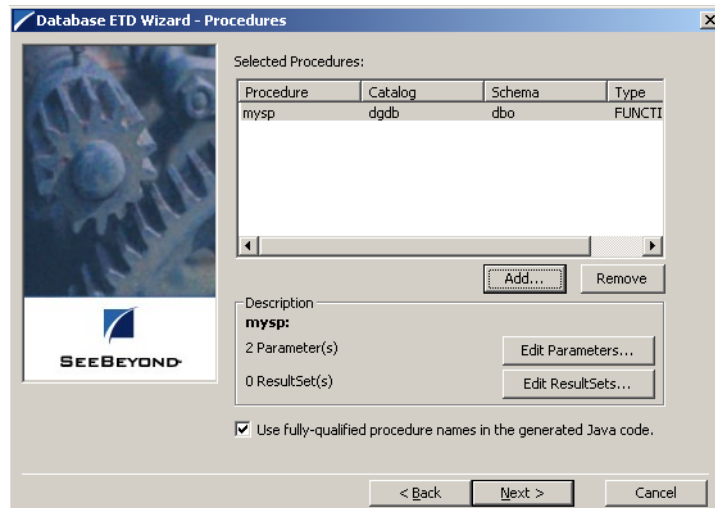 Database ETD Wizard - Procedures
Selected Procedures:
Procedure Catalog Schema Type
mysp dgdb dbo FUNCTI
Add... Remove
Description
mysp:
2 Parameter(s) Edit Parameters...
SEEBEYOND
0 ResultSet(s) Edit ResultSets...
Use fully-qualified procedure names in the generated Java code.
< Back Next > Cancel